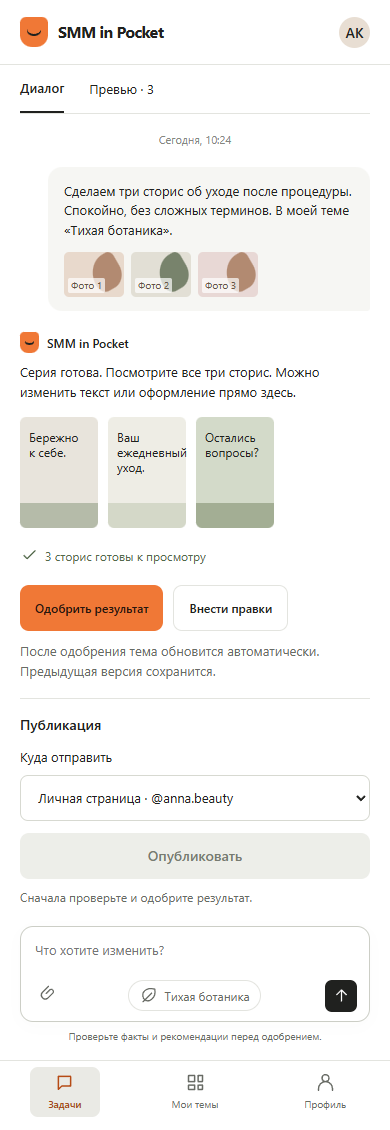 SMM in Pocket
АК
Диалог
Превью · 3
Сегодня, 10:24
Сделаем три сторис об уходе после процедуры.
Спокойно, без сложных терминов. В моей теме
«Тихая ботаника».
Фото 1
Фото 2
Фото 3
SMM in Pocket
Серия готова. Посмотрите все три сторис. Можно
изменить текст или оформление прямо здесь.
Бережно
к себе.
Ваш
ежедневный
уход.
Остались
вопросы?
3 сторис готовы к просмотру
Одобрить результат
Внести правки
После одобрения тема обновится автоматически.
Предыдущая версия сохранится.
Публикация
Куда отправить
Личная страница · @anna.beauty
Опубликовать
Сначала проверьте и одобрите результат.
Что хотите изменить?
Тихая ботаника
Проверьте факты и рекомендации перед одобрением.
Задачи
Мои темы
Профиль